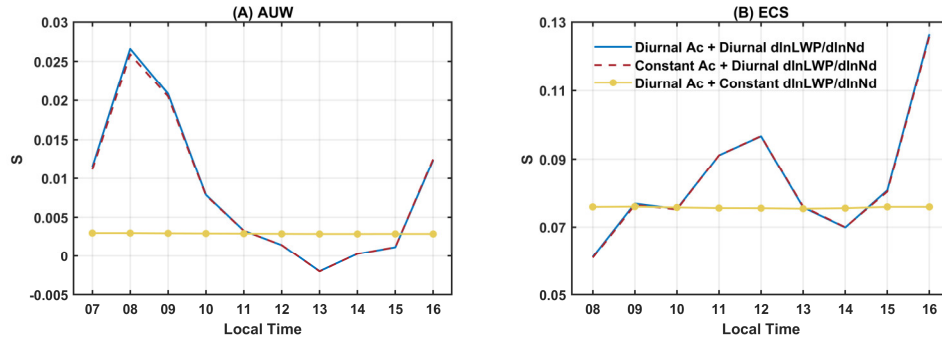 (A) AUW
0.03
0.025
0.02
0.015
0.01
0.005
0
-0.005
S
07 08 09 10 11 12 13 14 15 16
Local Time
(B) ECS
0.13
0.11
0.09
0.07
0.05
S
Diurnal Ac + Diurnal dlnLWP/dlnNd
Constant Ac + Diurnal dlnLWP/dlnNd
Diurnal Ac + Constant dlnLWP/dlnNd
08 09 10 11 12 13 14 15 16
Local Time